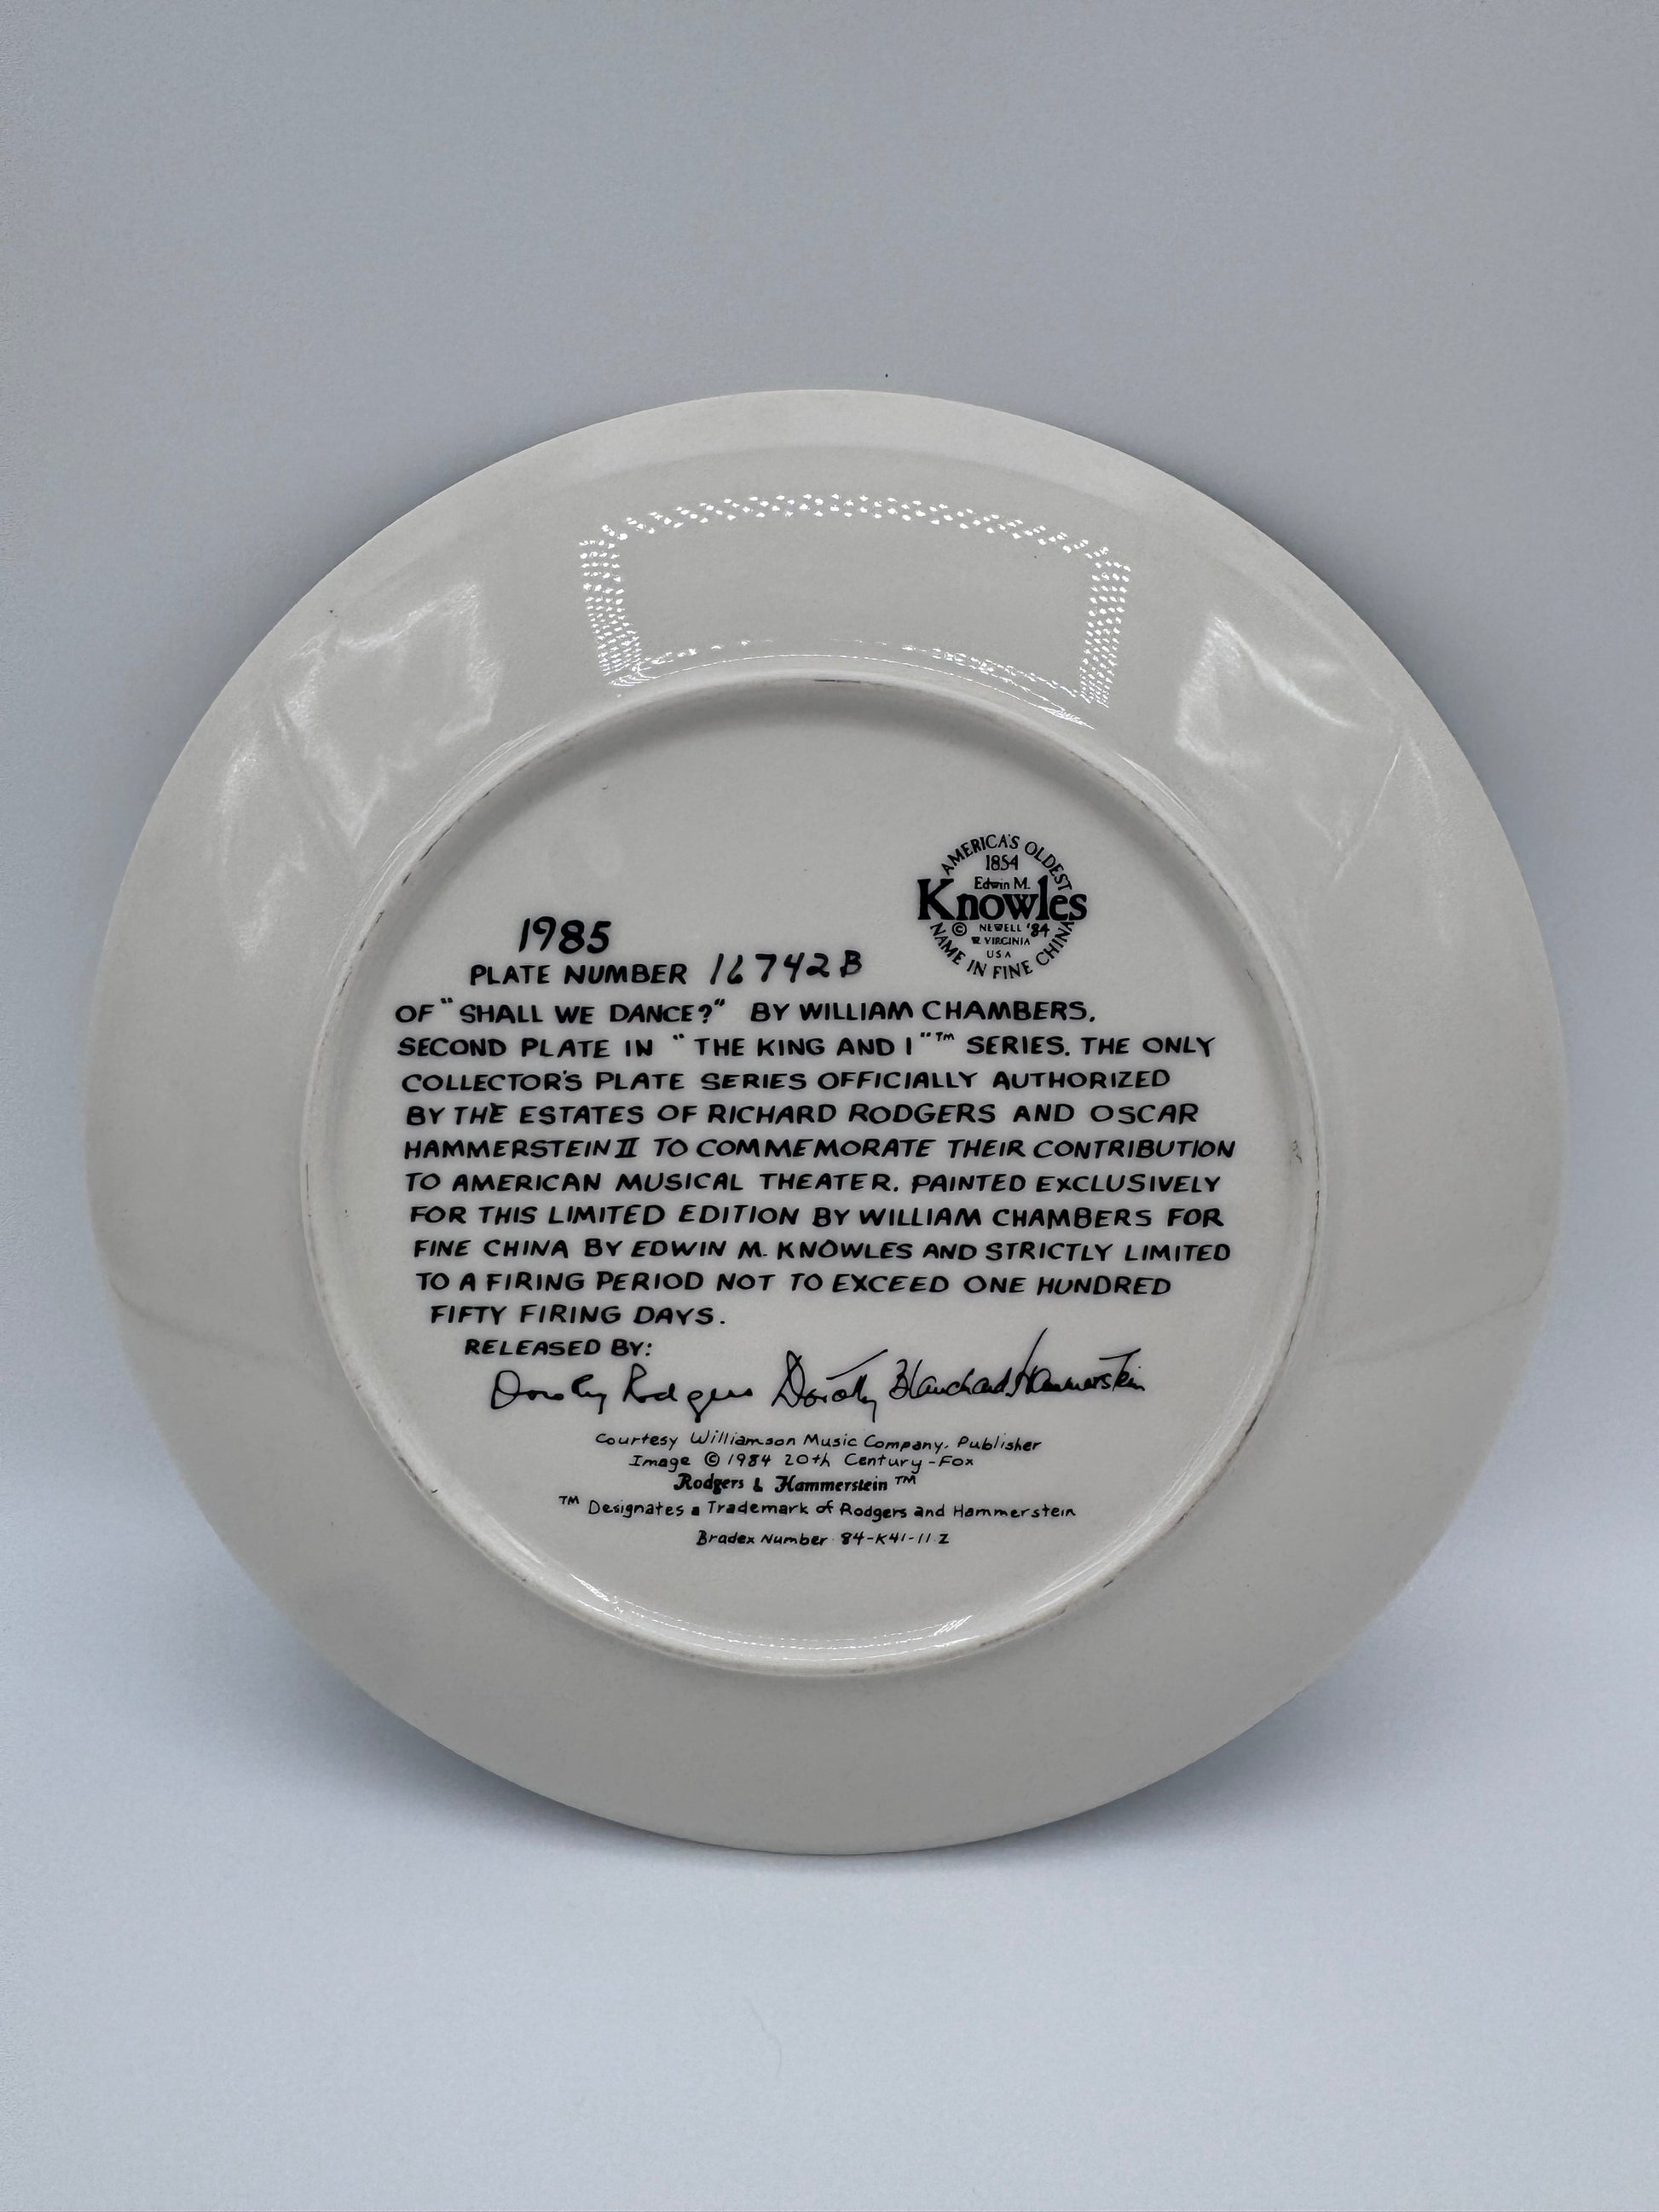 AMERICA'S OLDEST
1854
Edwin M.
Knowles
© NEWELL '84
W. VIRGINIA
USA
NAME IN FINE CHINA
1985
PLATE NUMBER 16742B
OF "SHALL WE DANCE?" BY WILLIAM CHAMBERS.
SECOND PLATE IN "THE KING AND I"™ SERIES. THE ONLY
COLLECTOR'S PLATE SERIES OFFICIALLY AUTHORIZED
BY THE ESTATES OF RICHARD RODGERS AND OSCAR
HAMMERSTEIN II TO COMMEMORATE THEIR CONTRIBUTION
TO AMERICAN MUSICAL THEATER. PAINTED EXCLUSIVELY
FOR THIS LIMITED EDITION BY WILLIAM CHAMBERS FOR
FINE CHINA BY EDWIN M. KNOWLES AND STRICTLY LIMITED
TO A FIRING PERIOD NOT TO EXCEED ONE HUNDRED
FIFTY FIRING DAYS.
RELEASED BY:
Dorothy Rodgers Dorothy Blanchard Hammerstein
Courtesy Williamson Music Company. Publisher
Image © 1984 20th Century-Fox
Rodgers & Hammerstein ™
™ Designates a Trademark of Rodgers and Hammerstein
Bradex Number 84-K41-11.2